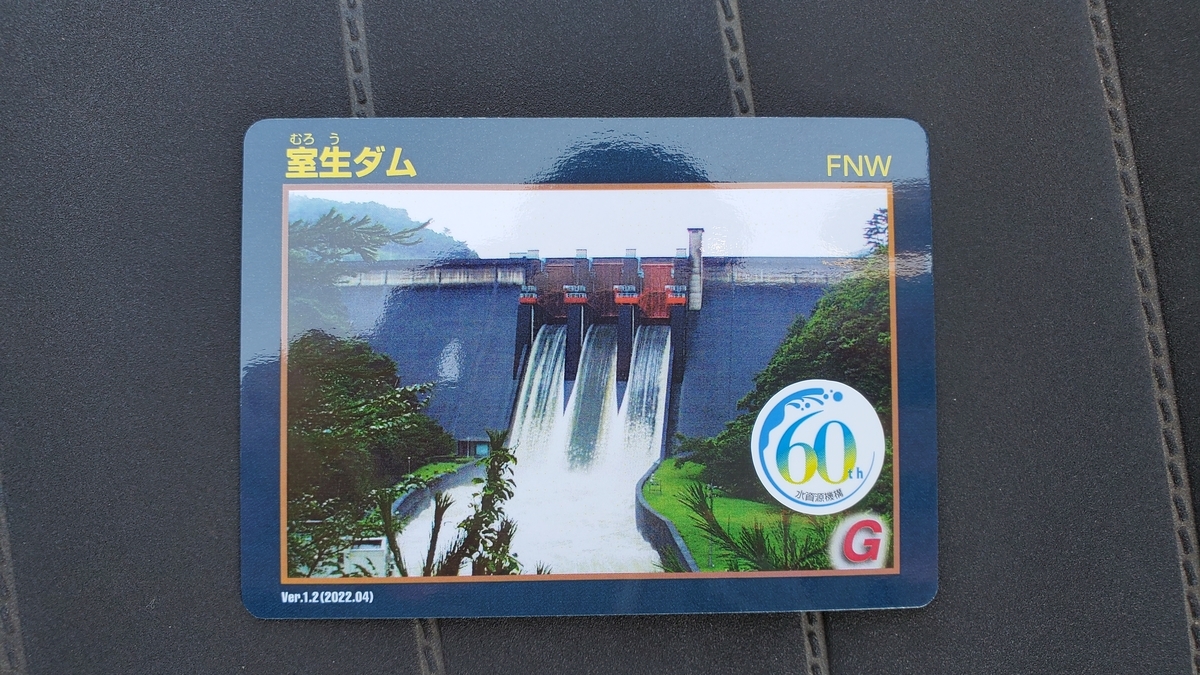 むろ う
室生ダム
FNW
60th
水資源機構
G
Ver.1.2(2022.04)